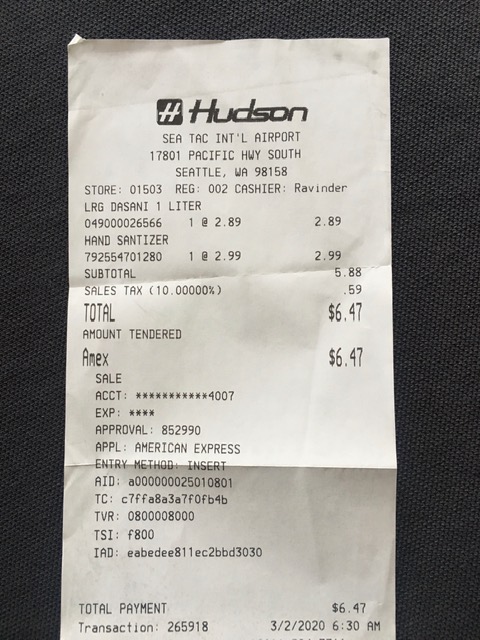 Hudson
SEA TAC INT'L AIRPORT
17801 PACIFIC HWY SOUTH
SEATTLE, WA 98158
STORE: 01503 REG: 002 CASHIER: Ravinder
LRG DASANI 1 LITER
049000026566 1 @ 2.89 2.89
HAND SANTIZER
792554701280 1 @ 2.99 2.99
SUBTOTAL 5.88
SALES TAX (10.00000%) .59
TOTAL $6.47
AMOUNT TENDERED
Amex $6.47
SALE
ACCT: ***********4007
EXP: ****
APPROVAL: 852990
APPL: AMERICAN EXPRESS
ENTRY METHOD: INSERT
AID: a000000025010801
TC: c7ffa8a3a7f0fb4b
TVR: 0800008000
TSI: f800
IAD: eabedee811ec2bbd3030
TOTAL PAYMENT $6.47
Transaction: 265918 3/2/2020 6:30 AM